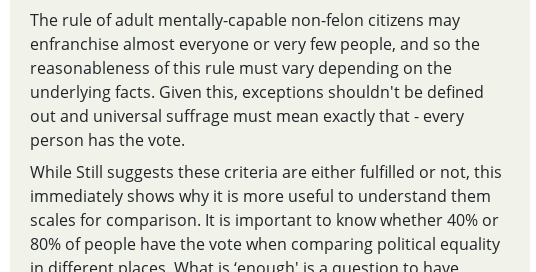 The rule of adult mentally-capable non-felon citizens may
enfranchise almost everyone or very few people, and so the
reasonableness of this rule must vary depending on the
underlying facts. Given this, exceptions shouldn't be defined
out and universal suffrage must mean exactly that - every
person has the vote.
While Still suggests these criteria are either fulfilled or not, this
immediately shows why it is more useful to understand them
scales for comparison. It is important to know whether 40% or
80% of people have the vote when comparing political equality
in different places. What is ‘enough' is a question to have